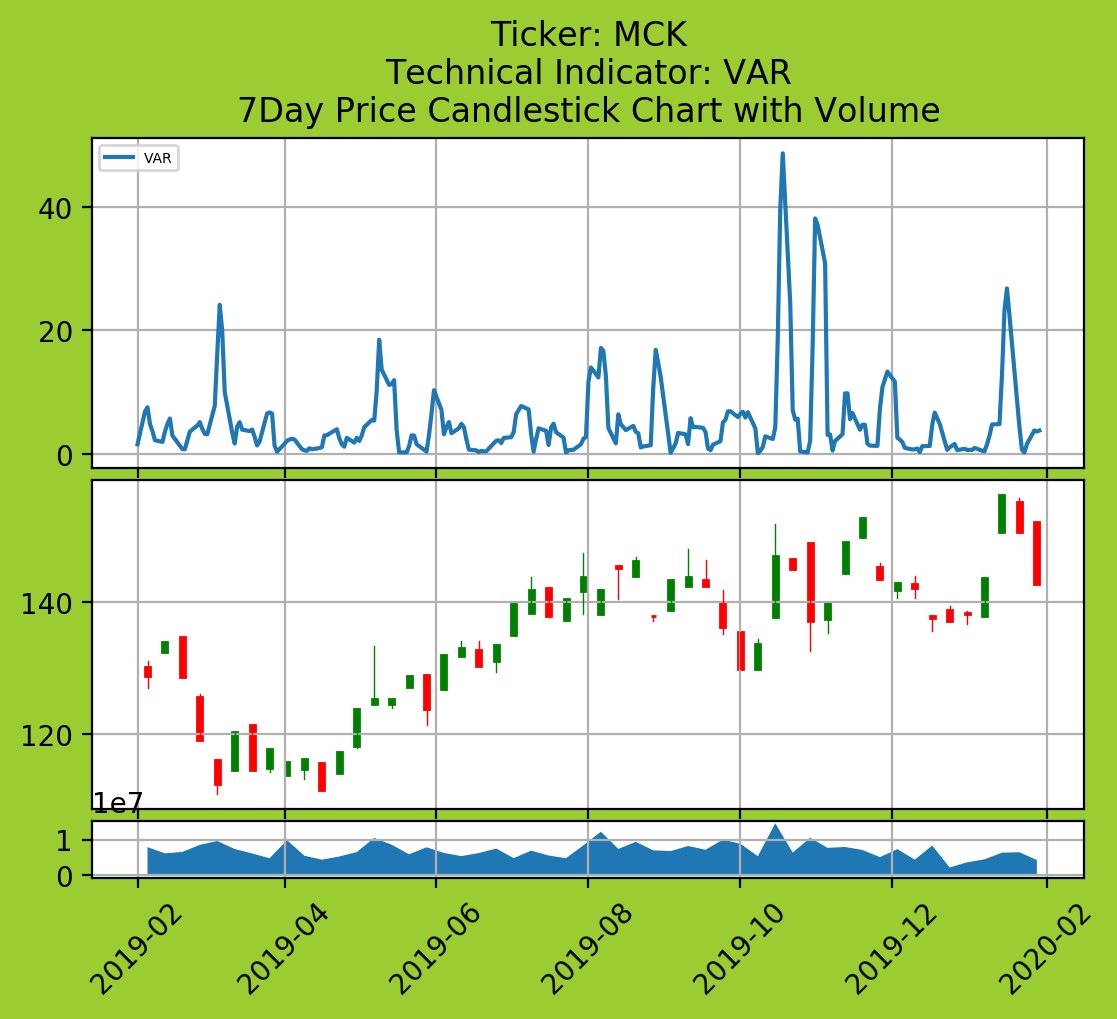 Ticker: MCK
Technical Indicator: VAR
7Day Price Candlestick Chart with Volume
VAR
40
20
0
140
120
1e7
1
0
2019-02
2019-04
2019-06
2019-08
2019-10
2019-12
2020-02